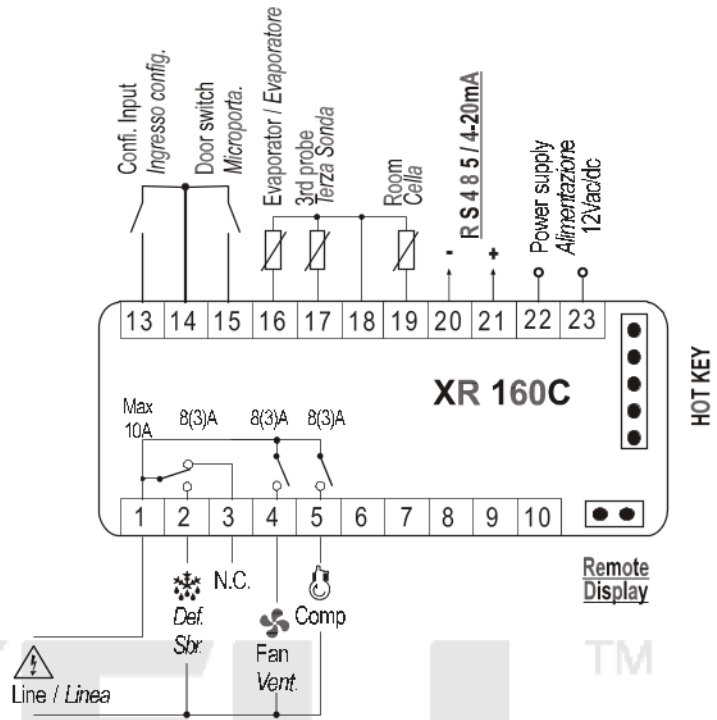 Confi. Input
Ingresso config.
Door switch
Microporta.
Evaporator / Evaporatore
3rd probe
Terza Sonda
Room
Cella
RS485/4-20mA
-
+
Power supply
Alimentazione
12Vac/dc
13 14 15 16 17 18 19 20 21 22 23
XR 160C
HOT KEY
Max
10A
8(3)A 8(3)A 8(3)A
1 2 3 4 5 6 7 8 9 10
N.C.
Def.
Sbr.
Fan
Vent.
Comp
Remote
Display
Line / Linea
TM